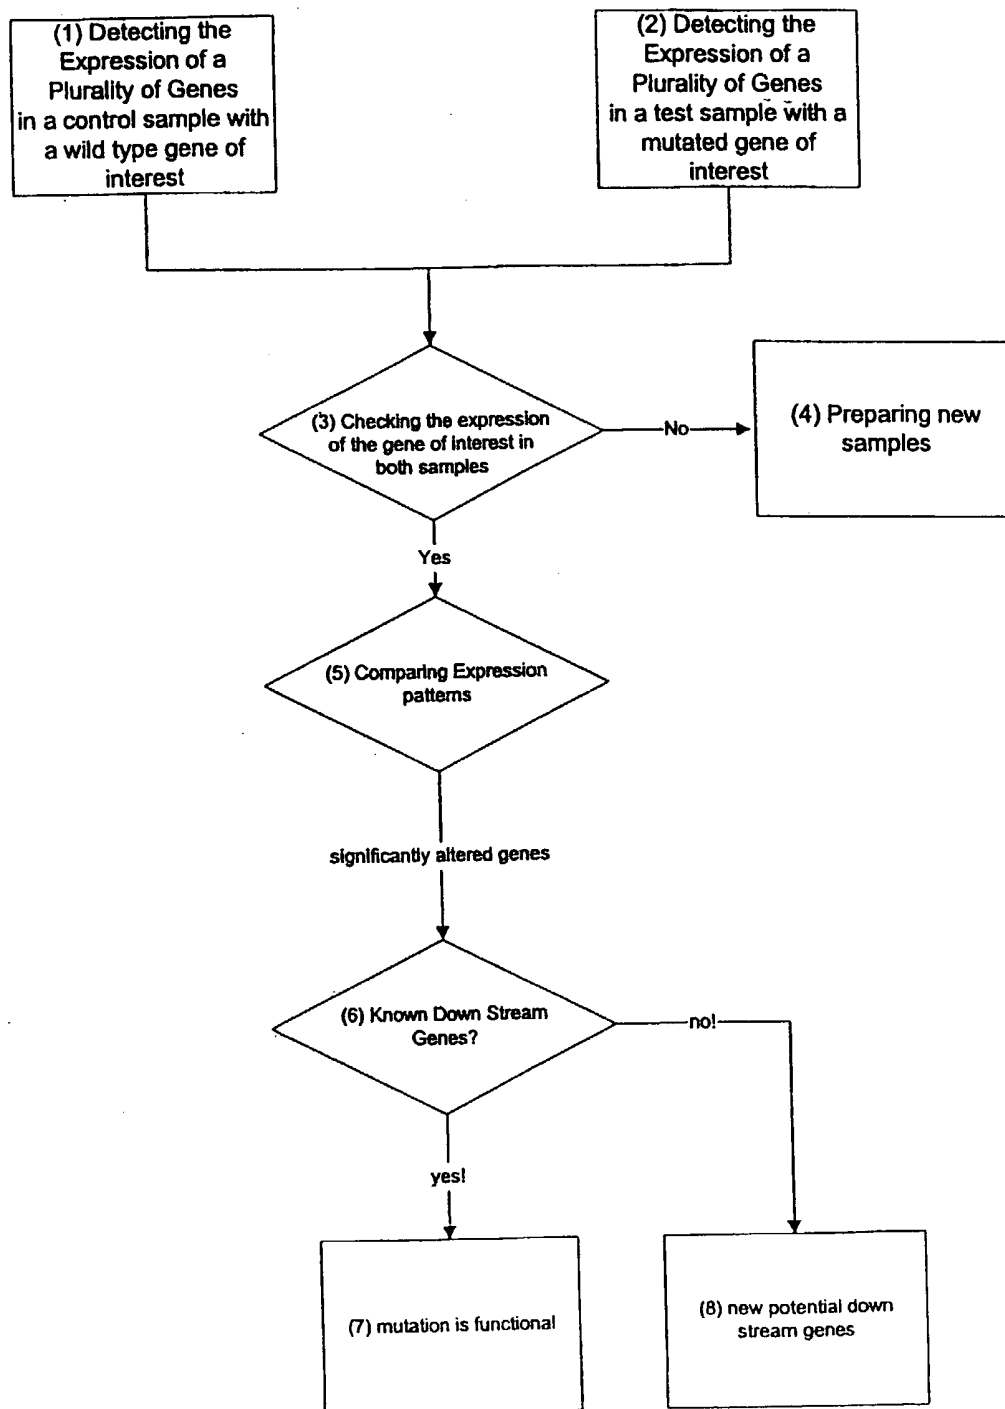 (1) Detecting the
Expression of a
Plurality of Genes
in a control sample with
a wild type gene of
interest
(2) Detecting the
Expression of a
Plurality of Genes
in a test sample with a
mutated gene of
interest
(3) Checking the expression
of the gene of interest in
both samples
No
(4) Preparing new
samples
Yes
(5) Comparing Expression
patterns
significantly altered genes
(6) Known Down Stream
Genes?
no!
yes!
(7) mutation is functional
(8) new potential down
stream genes